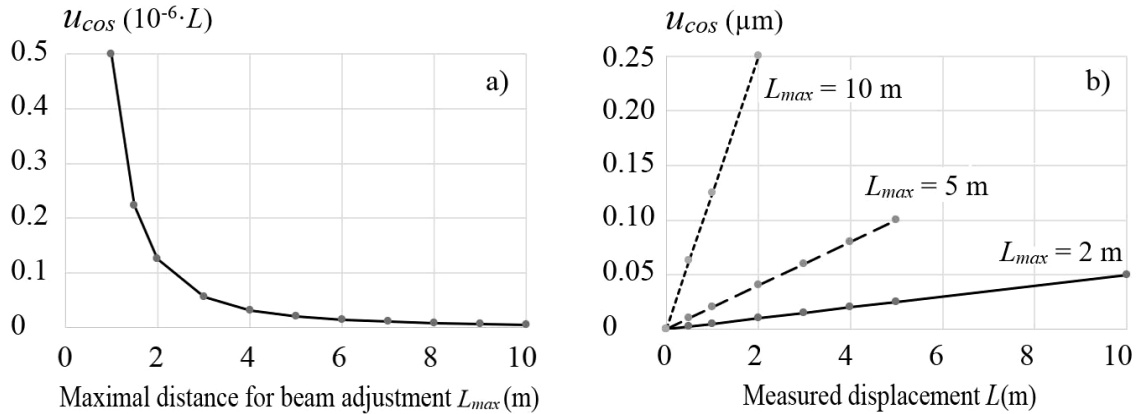 u_cos (10⁻⁶·L)
a)
0.5
0.4
0.3
0.2
0.1
0
0 2 4 6 8 10
Maximal distance for beam adjustment L_max (m)
u_cos (µm)
b)
0.25
0.20
0.15
0.10
0.05
0
L_max = 10 m
L_max = 5 m
L_max = 2 m
0 2 4 6 8 10
Measured displacement L(m)